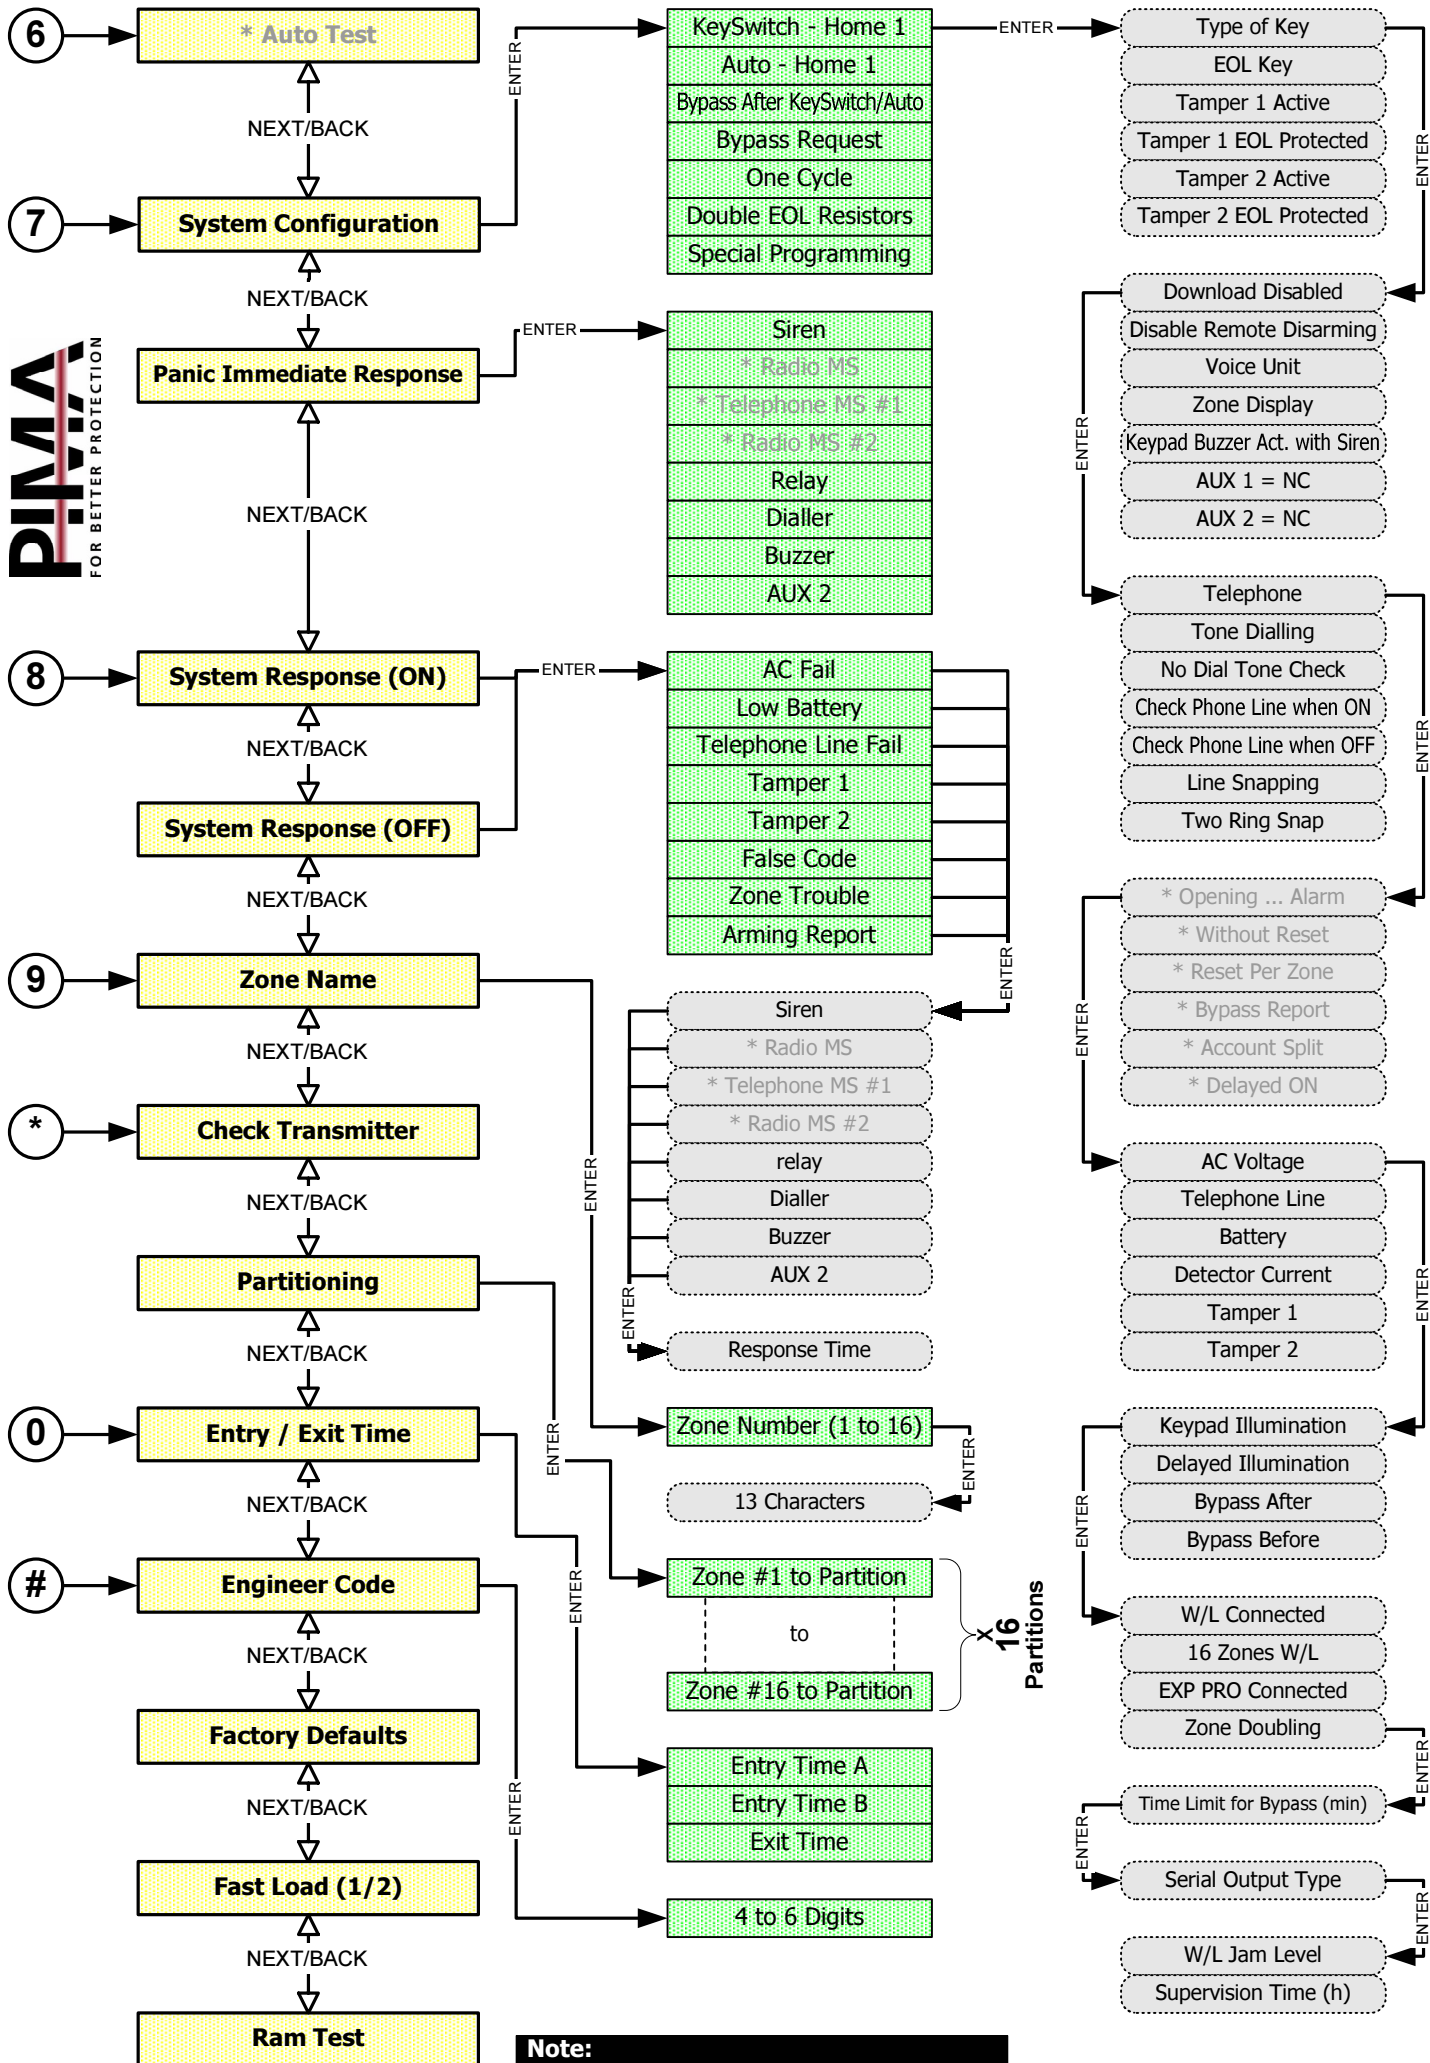 6
* Auto Test
NEXT/BACK
7
System Configuration
NEXT/BACK
PIMA
FOR BETTER PROTECTION
Panic Immediate Response
NEXT/BACK
8
System Response (ON)
NEXT/BACK
System Response (OFF)
NEXT/BACK
9
Zone Name
NEXT/BACK
*
Check Transmitter
NEXT/BACK
Partitioning
NEXT/BACK
0
Entry / Exit Time
NEXT/BACK
#
Engineer Code
NEXT/BACK
Factory Defaults
NEXT/BACK
Fast Load (1/2)
NEXT/BACK
Ram Test
ENTER
KeySwitch - Home 1
Auto - Home 1
Bypass After KeySwitch/Auto
Bypass Request
One Cycle
Double EOL Resistors
Special Programming
ENTER
Siren
* Radio MS
* Telephone MS #1
* Radio MS #2
Relay
Dialler
Buzzer
AUX 2
ENTER
AC Fail
Low Battery
Telephone Line Fail
Tamper 1
Tamper 2
False Code
Zone Trouble
Arming Report
ENTER
Siren
* Radio MS
* Telephone MS #1
* Radio MS #2
relay
Dialler
Buzzer
AUX 2
ENTER
Response Time
ENTER
Zone Number (1 to 16)
ENTER
13 Characters
ENTER
Zone #1 to Partition
to
Zone #16 to Partition
X
16
Partitions
ENTER
Entry Time A
Entry Time B
Exit Time
ENTER
4 to 6 Digits
Note:
ENTER
Type of Key
EOL Key
Tamper 1 Active
Tamper 1 EOL Protected
Tamper 2 Active
Tamper 2 EOL Protected
ENTER
Download Disabled
Disable Remote Disarming
Voice Unit
Zone Display
Keypad Buzzer Act. with Siren
AUX 1 = NC
AUX 2 = NC
ENTER
Telephone
Tone Dialling
No Dial Tone Check
Check Phone Line when ON
Check Phone Line when OFF
Line Snapping
Two Ring Snap
ENTER
* Opening ... Alarm
* Without Reset
* Reset Per Zone
* Bypass Report
* Account Split
* Delayed ON
ENTER
AC Voltage
Telephone Line
Battery
Detector Current
Tamper 1
Tamper 2
ENTER
Keypad Illumination
Delayed Illumination
Bypass After
Bypass Before
ENTER
W/L Connected
16 Zones W/L
EXP PRO Connected
Zone Doubling
ENTER
Time Limit for Bypass (min)
ENTER
Serial Output Type
ENTER
W/L Jam Level
Supervision Time (h)